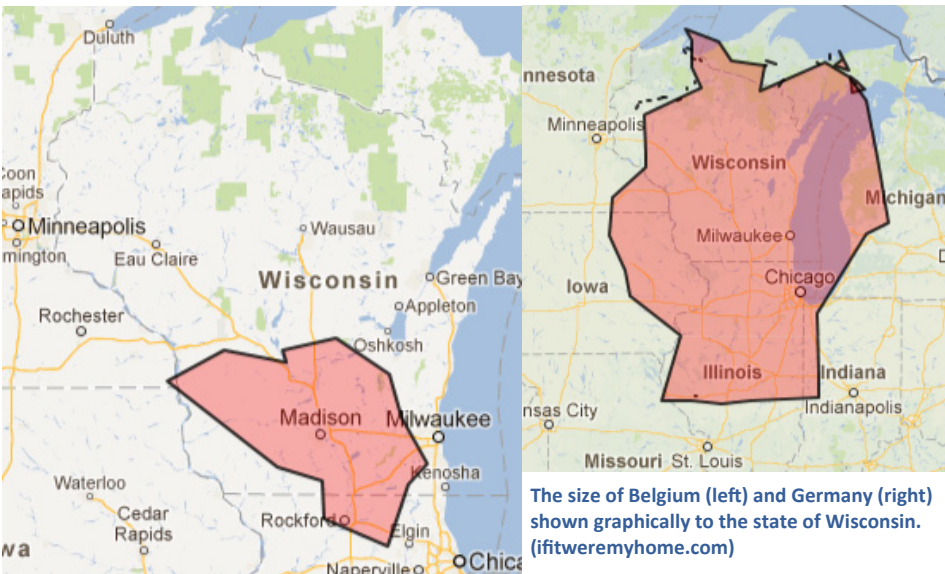 Duluth
Coon
Rapids
Minneapolis
mington
Eau Claire
Wausau
Wisconsin
Green Bay
Appleton
Rochester
Oshkosh
Madison
Milwaukee
Kenosha
Waterloo
Cedar
Rapids
Rockford
Elgin
wa
Naperville
Chica
nnesota
Minneapolis
Wisconsin
Michigan
Milwaukee
Chicago
Iowa
Illinois
Indiana
nsas City
Indianapolis
Missouri
St. Louis
The size of Belgium (left) and Germany (right)
shown graphically to the state of Wisconsin.
(ifitweremyhome.com)